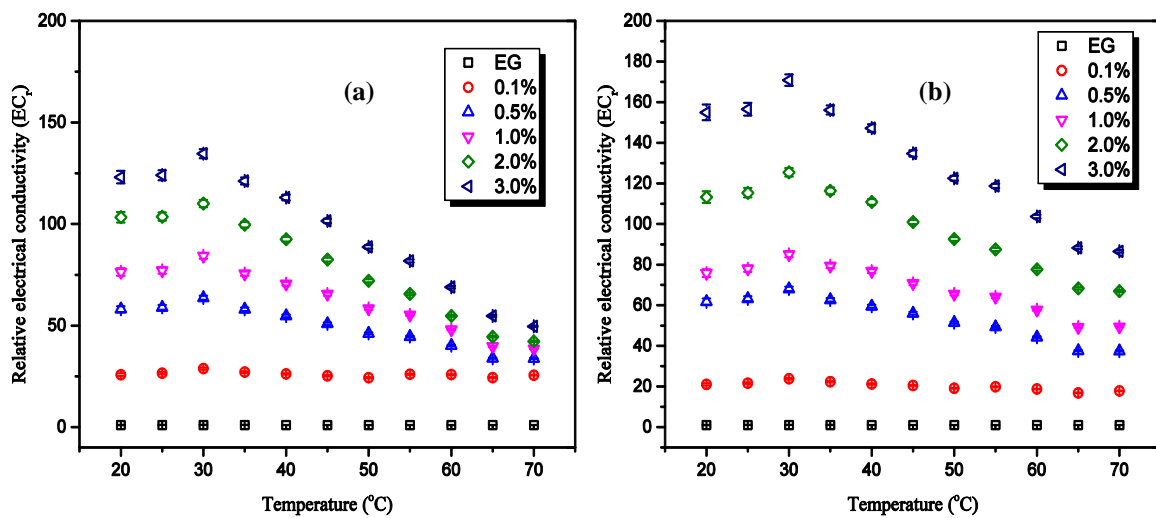 200
150
100
50
0
Relative electrical conductivity (ECr)
(a)
EG
0.1%
0.5%
1.0%
2.0%
3.0%
20 30 40 50 60 70
Temperature (°C)
200
180
160
140
120
100
80
60
40
20
0
Relative electrical conductivity (ECr)
(b)
EG
0.1%
0.5%
1.0%
2.0%
3.0%
20 30 40 50 60 70
Temperature (°C)